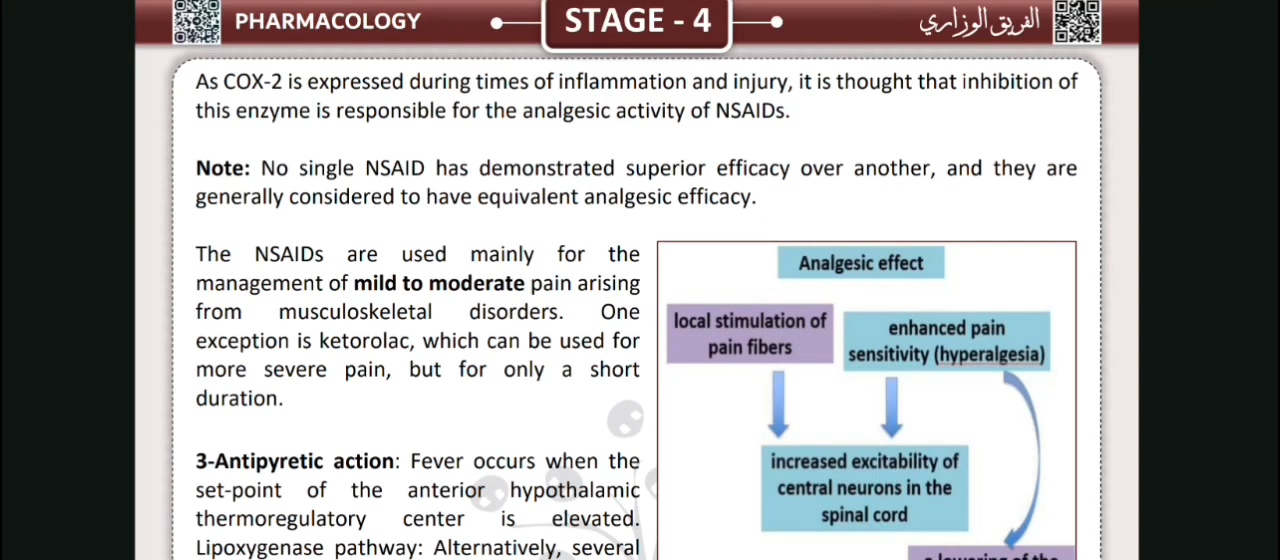 PHARMACOLOGY
STAGE - 4
الفريق الوزاري
As COX-2 is expressed during times of inflammation and injury, it is thought that inhibition of
this enzyme is responsible for the analgesic activity of NSAIDs.
Note: No single NSAID has demonstrated superior efficacy over another, and they are
generally considered to have equivalent analgesic efficacy.
The NSAIDs are used mainly for the
management of mild to moderate pain arising
from musculoskeletal disorders. One
exception is ketorolac, which can be used for
more severe pain, but for only a short
duration.
3-Antipyretic action: Fever occurs when the
set-point of the anterior hypothalamic
thermoregulatory center is elevated.
Lipoxygenase pathway: Alternatively, several
Analgesic effect
local stimulation of
pain fibers
enhanced pain
sensitivity (hyperalgesia)
increased excitability of
central neurons in the
spinal cord
a lowering of the